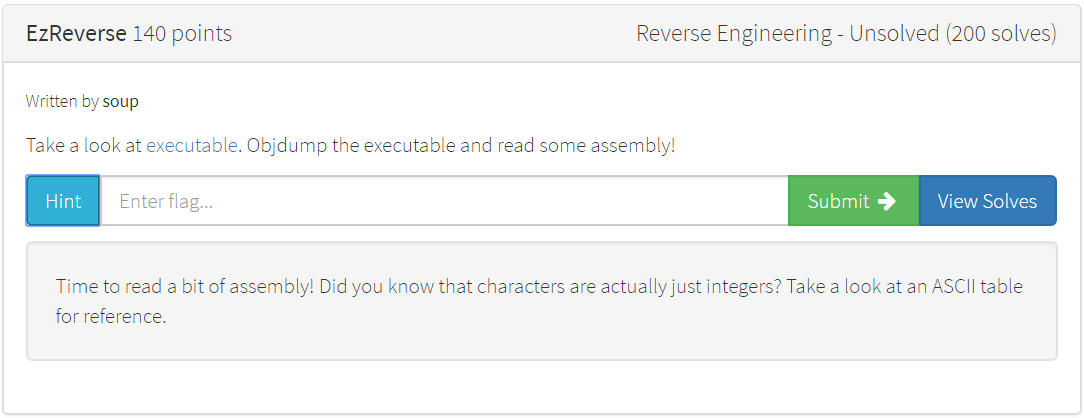 EzReverse 140 points Reverse Engineering - Unsolved (200 solves)
Written by soup
Take a look at executable. Objdump the executable and read some assembly!
Hint Enter flag... Submit → View Solves
Time to read a bit of assembly! Did you know that characters are actually just integers? Take a look at an ASCII table
for reference.